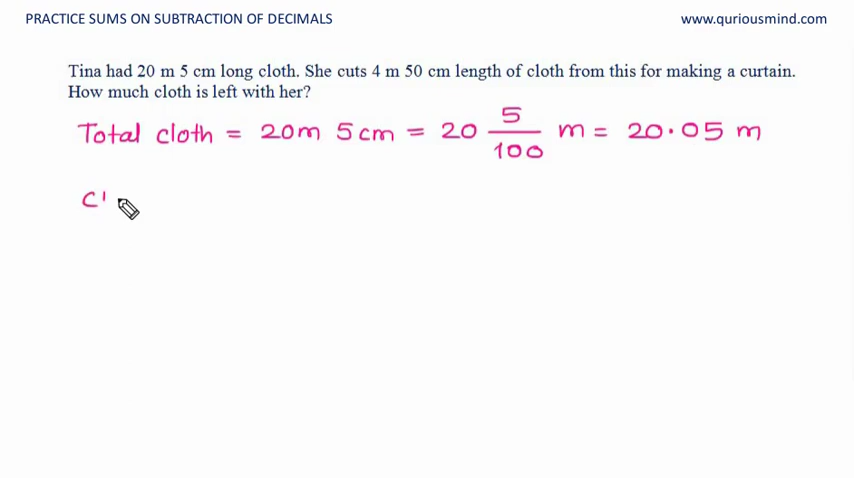 PRACTICE SUMS ON SUBTRACTION OF DECIMALS
www.quriousmind.com
Tina had 20 m 5 cm long cloth. She cuts 4 m 50 cm length of cloth from this for making a curtain.
How much cloth is left with her?
Total cloth = 20m 5cm = 20 5/100 m = 20.05 m